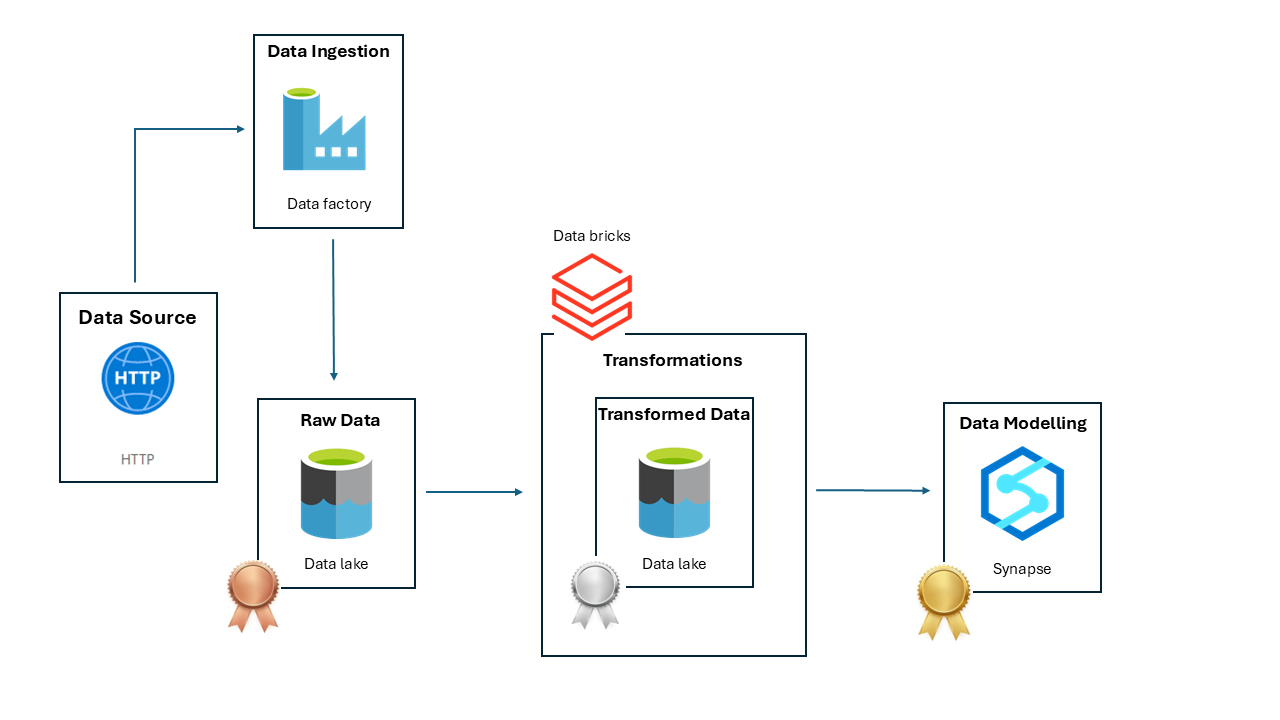 Data Ingestion
Data factory
Data Source
HTTP
HTTP
Raw Data
Data lake
Data bricks
Transformations
Transformed Data
Data lake
Data Modelling
Synapse